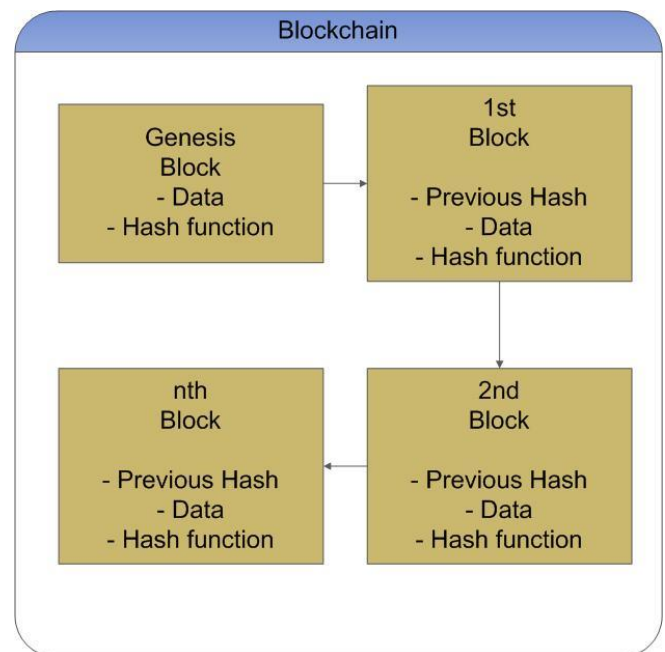 Blockchain
Genesis
Block
- Data
- Hash function
1st
Block
- Previous Hash
- Data
- Hash function
2nd
Block
- Previous Hash
- Data
- Hash function
nth
Block
- Previous Hash
- Data
- Hash function